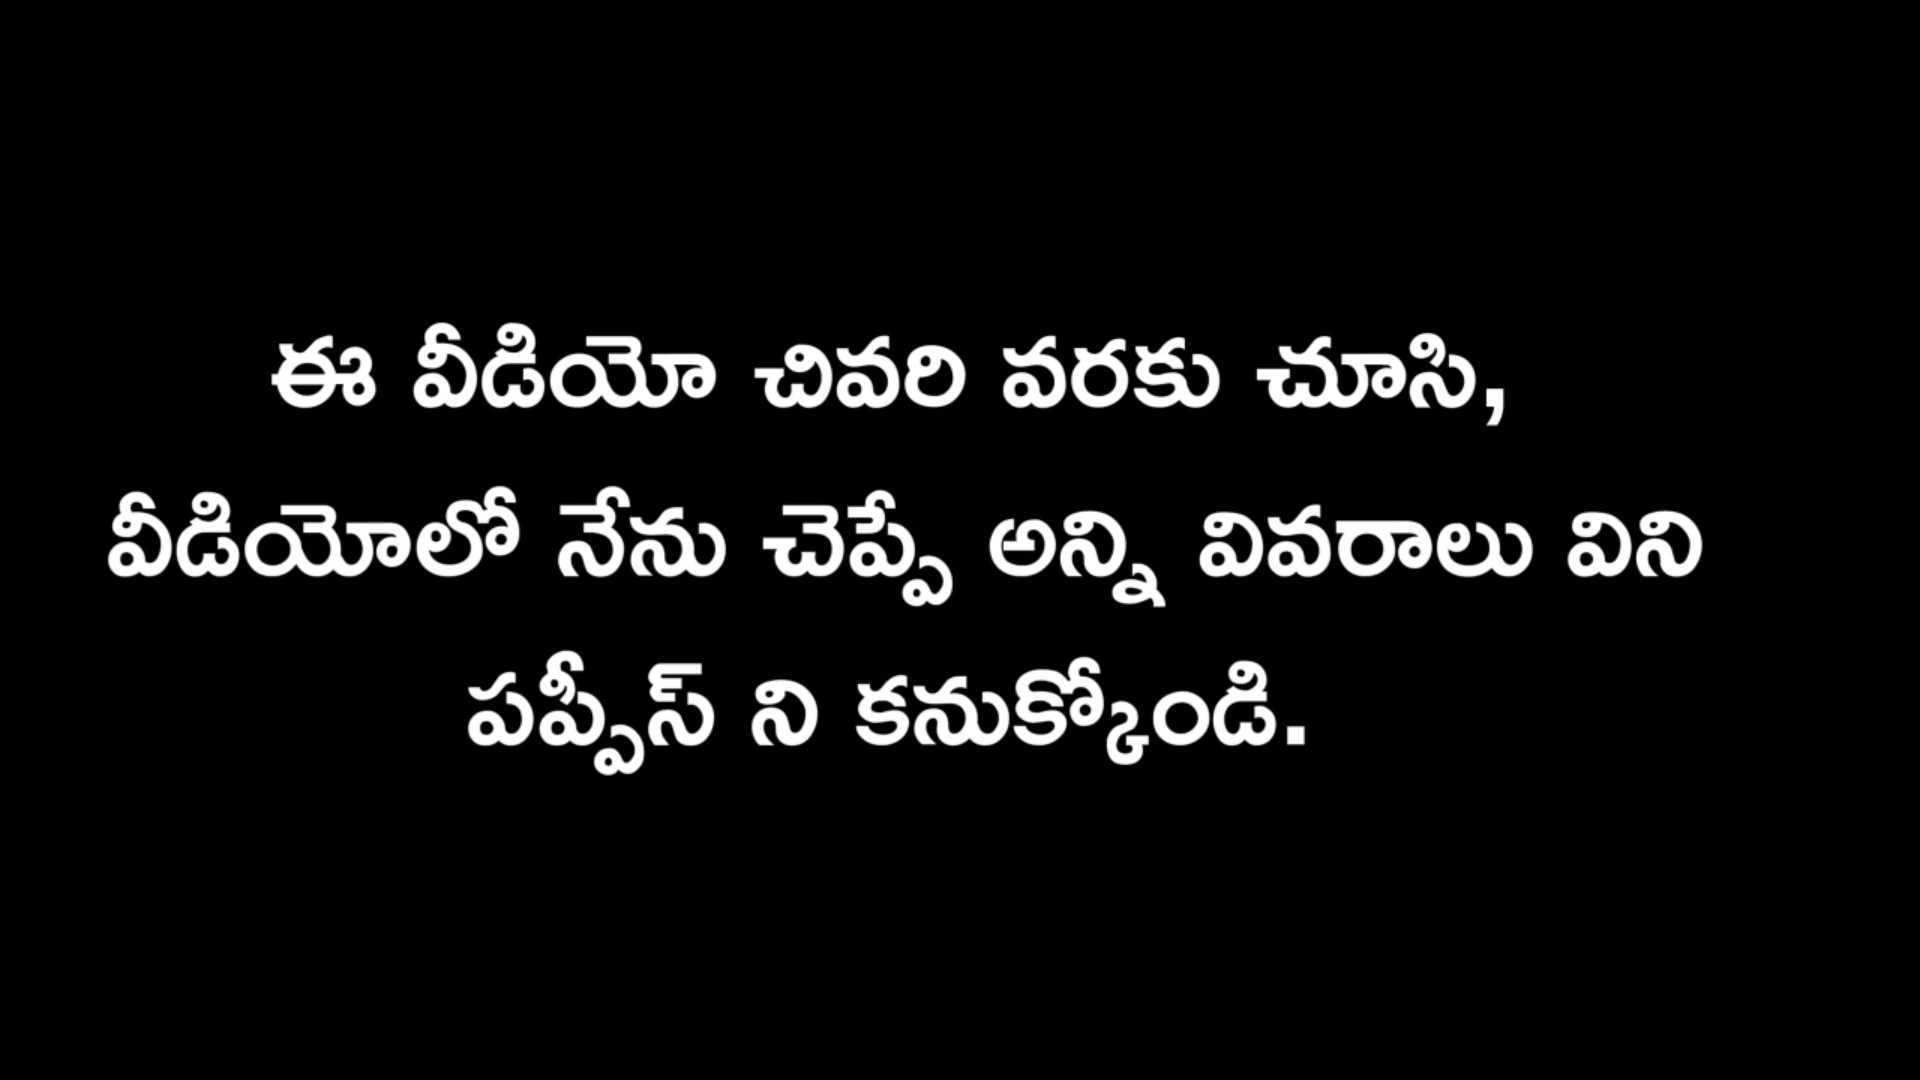 ఈ వీడియో చివరి వరకు చూసి,
వీడియోలో నేను చెప్పే అన్ని వివరాలు విని
పప్పీస్ ని కనుక్కోండి.